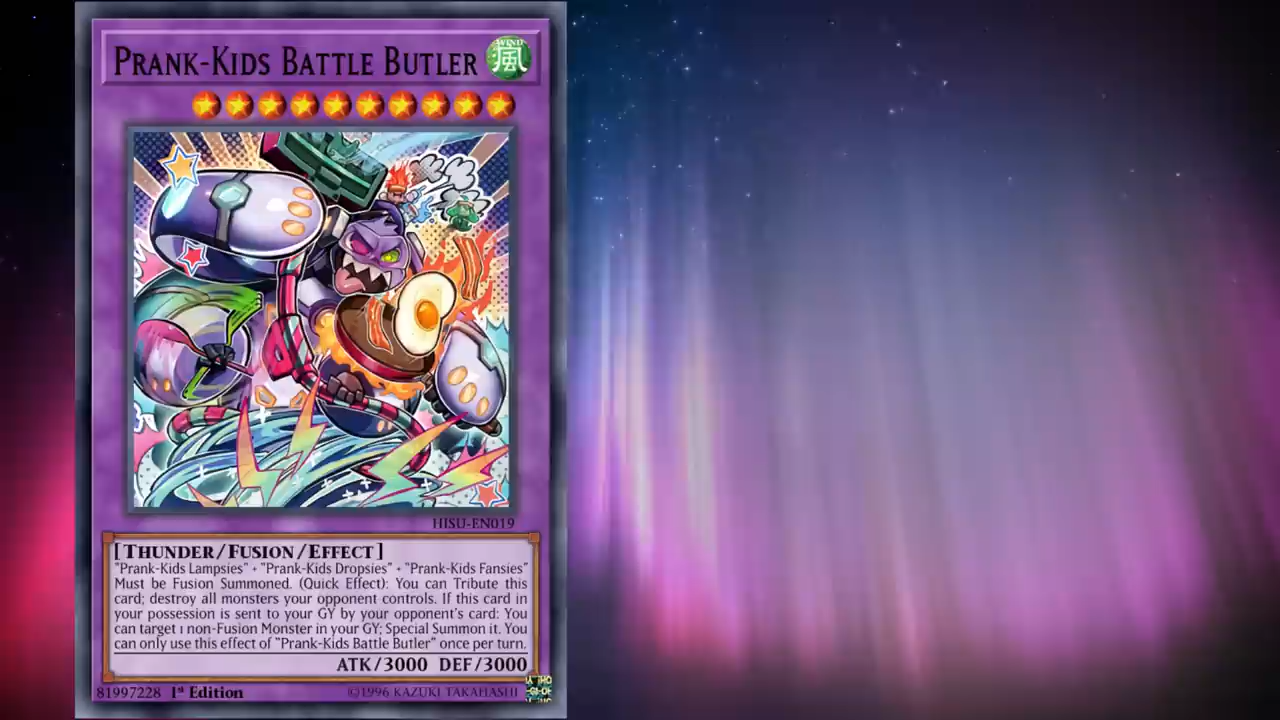 PRANK-KIDS BATTLE BUTLER
WIND
風
HISU-EN019
[THUNDER/FUSION/EFFECT]
"Prank-Kids Lampsies" + "Prank-Kids Dropsies" + "Prank-Kids Fansies"
Must be Fusion Summoned. (Quick Effect): You can Tribute this
card; destroy all monsters your opponent controls. If this card in
your possession is sent to your GY by your opponent's card: You
can target 1 non-Fusion Monster in your GY; Special Summon it. You
can only use this effect of "Prank-Kids Battle Butler" once per turn.
ATK/3000 DEF/3000
81997228 1st Edition ©1996 KAZUKI TAKAHASHI